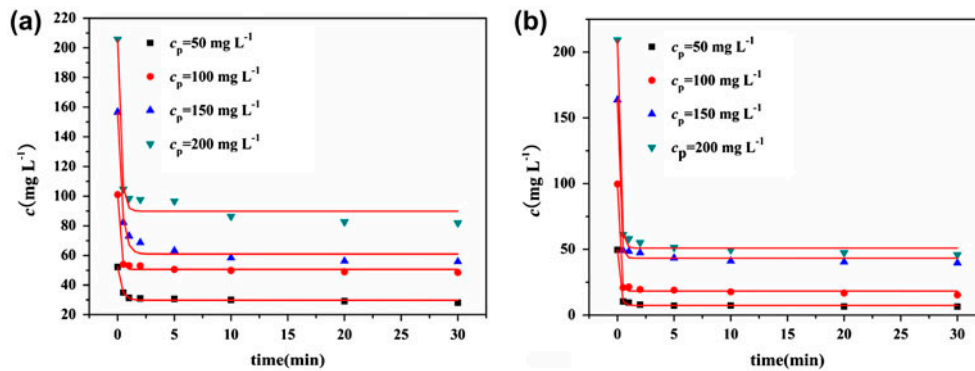 (a)
220
200
180
160
140
120
100
80
60
40
20
c(mg L⁻¹)
cp=50 mg L⁻¹
cp=100 mg L⁻¹
cp=150 mg L⁻¹
cp=200 mg L⁻¹
0 5 10 15 20 25 30
time(min)
(b)
200
150
100
50
0
c(mg L⁻¹)
cp=50 mg L⁻¹
cp=100 mg L⁻¹
cp=150 mg L⁻¹
cp=200 mg L⁻¹
0 5 10 15 20 25 30
time(min)